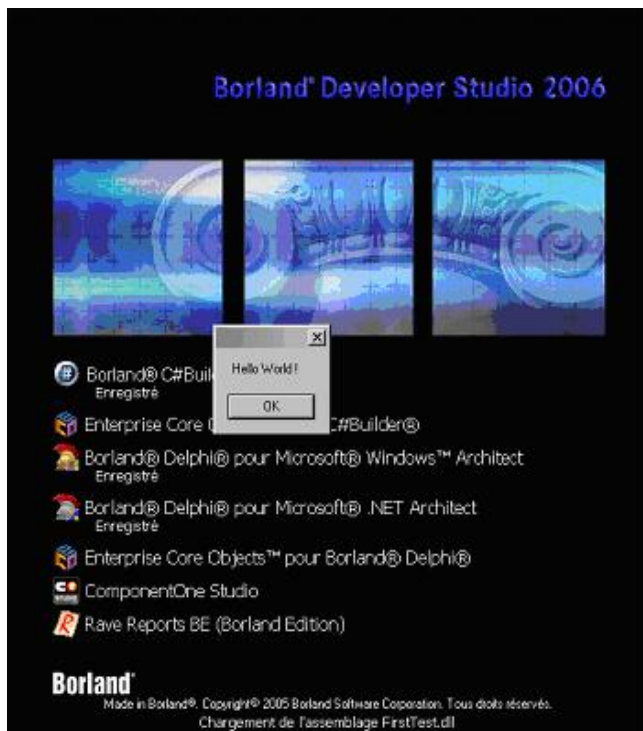 Borland® Developer Studio 2006
Borland® C#Buil
Enregistré
Hello World!
OK
Enterprise Core C#Builder®
Borland® Delphi® pour Microsoft® Windows™ Architect
Enregistré
Borland® Delphi® pour Microsoft® .NET Architect
Enregistré
Enterprise Core Objects™ pour Borland® Delphi®
ComponentOne Studio
Rave Reports BE (Borland Edition)
Borland®
Made in Borland®. Copyright© 2005 Borland Software Corporation. Tous droits réservés.
Chargement de l'assemblage FirstTest.dll